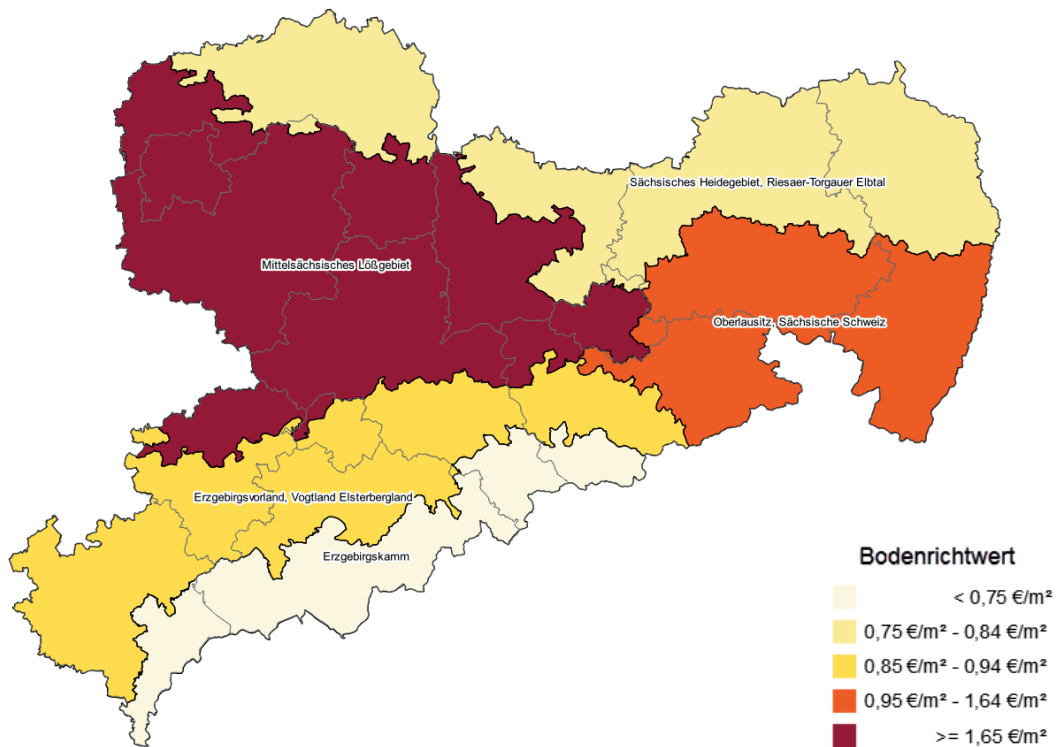 Sächsisches Heidegebiet, Riesaer-Torgauer Elbtal
Mittelsächsisches Lößgebiet
Oberlausitz, Sächsische Schweiz
Erzgebirgsvorland, Vogtland Elsterbergland
Erzgebirgskamm
Bodenrichtwert
< 0,75 €/m²
0,75 €/m² - 0,84 €/m²
0,85 €/m² - 0,94 €/m²
0,95 €/m² - 1,64 €/m²
>= 1,65 €/m²